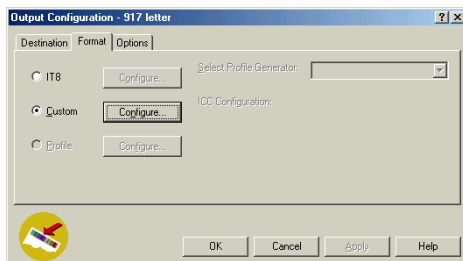 Output Configuration - 917 letter
Destination Format Options
IT8 Configure... Select Profile Generator:
Custom Configure... ICC Configuration:
Profile Configure...
OK Cancel Apply Help